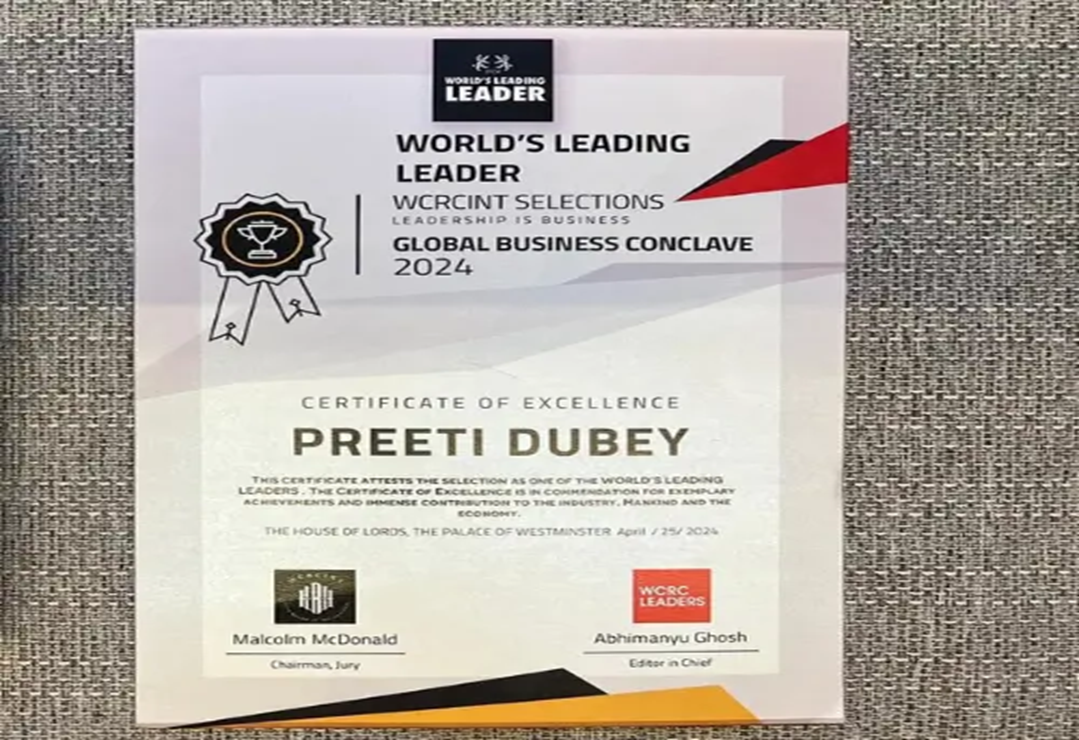 WORLD'S LEADING
LEADER
WORLD'S LEADING
LEADER
WCRCINT SELECTIONS
LEADERSHIP IS BUSINESS
GLOBAL BUSINESS CONCLAVE
2024
CERTIFICATE OF EXCELLENCE
PREETI DUBEY
THIS CERTIFICATE ATTESTS THE SELECTION AS ONE OF THE WORLD'S LEADING
LEADERS . THE CERTIFICATE OF EXCELLENCE IS IN COMMENDATION FOR EXEMPLARY
ACHIEVEMENTS AND IMMENSE CONTRIBUTION TO THE INDUSTRY, MANKIND AND THE
ECONOMY.
THE HOUSE OF LORDS, THE PALACE OF WESTMINSTER April / 25/ 2024
WCRCINT
WCRC
LEADERS
Malcolm McDonald
Abhimanyu Ghosh
Chairman, Jury
Editor in Chief